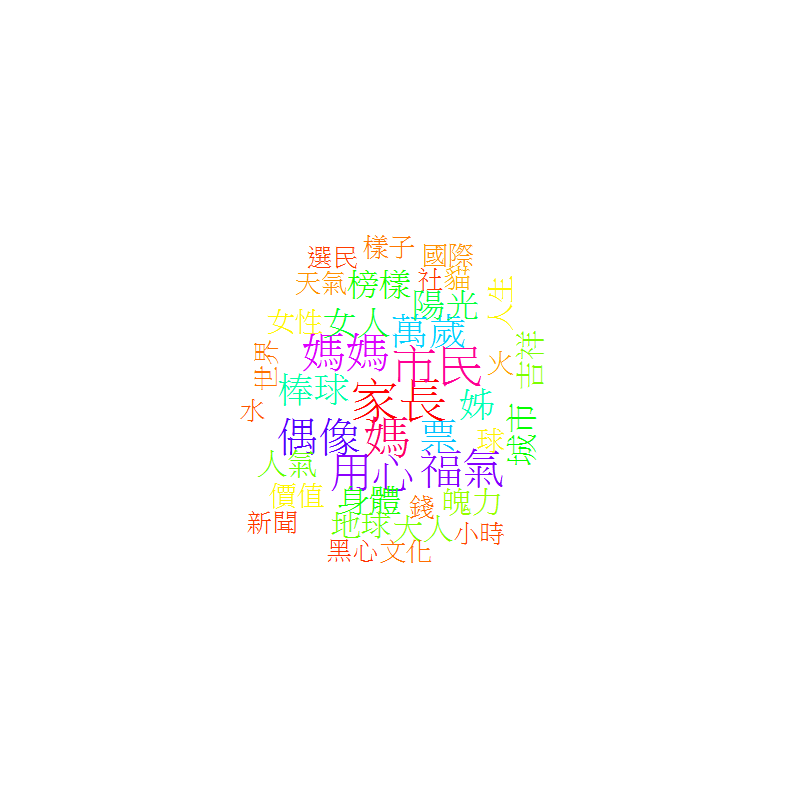 樣子
選民
國際
天氣
榜樣
社
貓
人生
陽光
女性
女人
萬歲
媽媽
市民
火
吉祥
世界
棒球
家長
姊
水
偶像
媽
票
球
城市
人氣
用心
福氣
價值
身體
錢
魄力
新聞
地球
大人
小時
黑心
文化